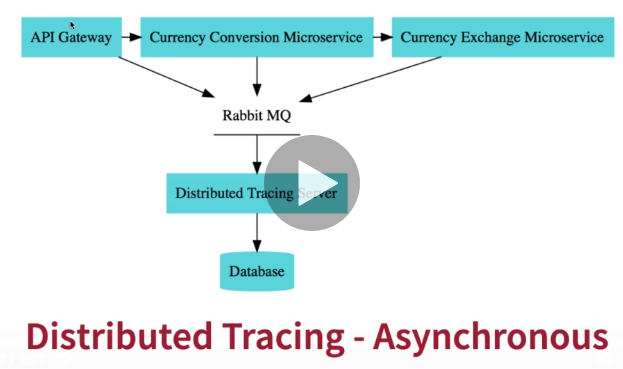 API Gateway
Currency Conversion Microservice
Currency Exchange Microservice
Rabbit MQ
Distributed Tracing Server
Database
Distributed Tracing - Asynchronous